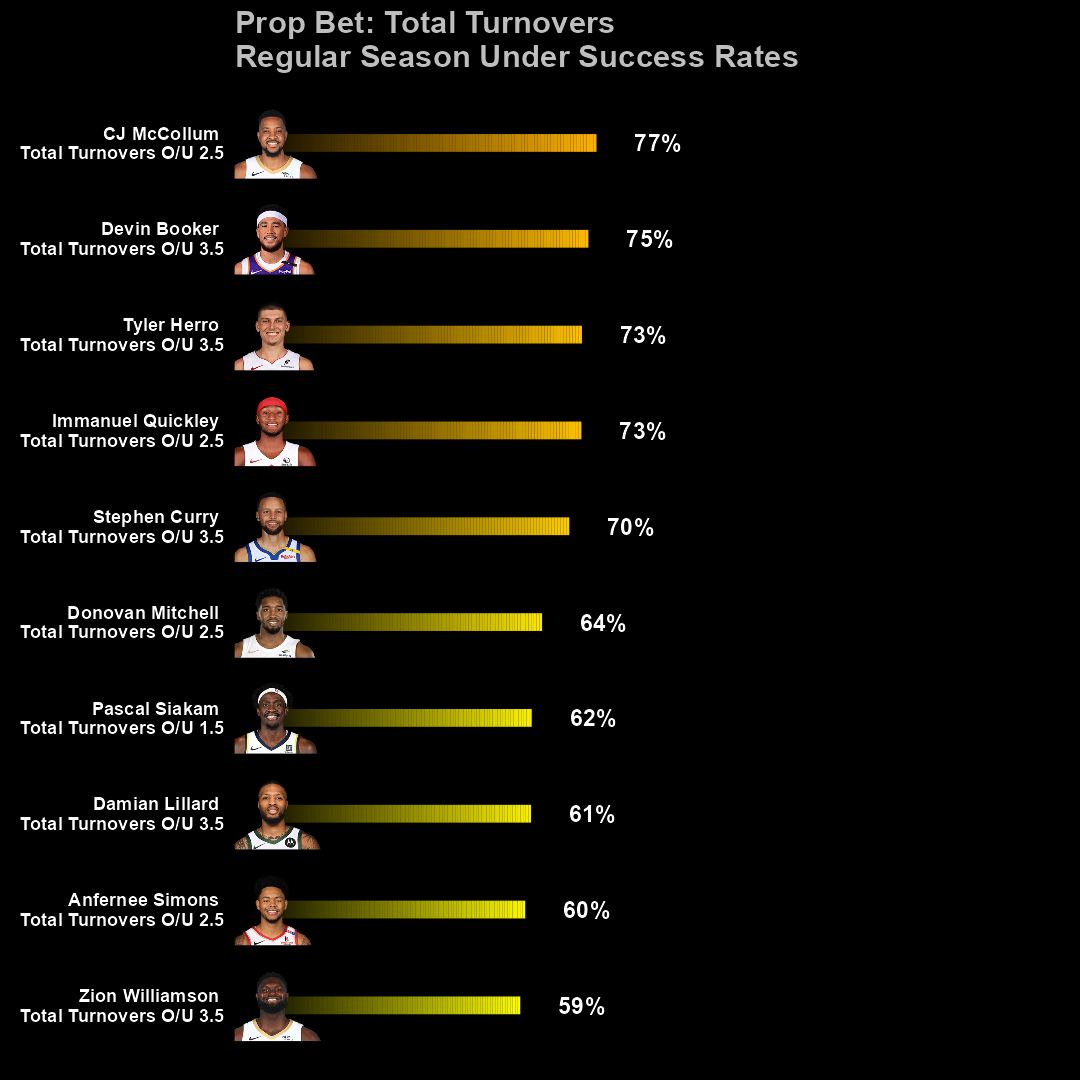 Prop Bet: Total Turnovers
Regular Season Under Success Rates
CJ McCollum
Total Turnovers O/U 2.5
77%
Devin Booker
Total Turnovers O/U 3.5
75%
Tyler Herro
Total Turnovers O/U 3.5
73%
Immanuel Quickley
Total Turnovers O/U 2.5
73%
Stephen Curry
Total Turnovers O/U 3.5
70%
Donovan Mitchell
Total Turnovers O/U 2.5
64%
Pascal Siakam
Total Turnovers O/U 1.5
62%
Damian Lillard
Total Turnovers O/U 3.5
61%
Anfernee Simons
Total Turnovers O/U 2.5
60%
Zion Williamson
Total Turnovers O/U 3.5
59%